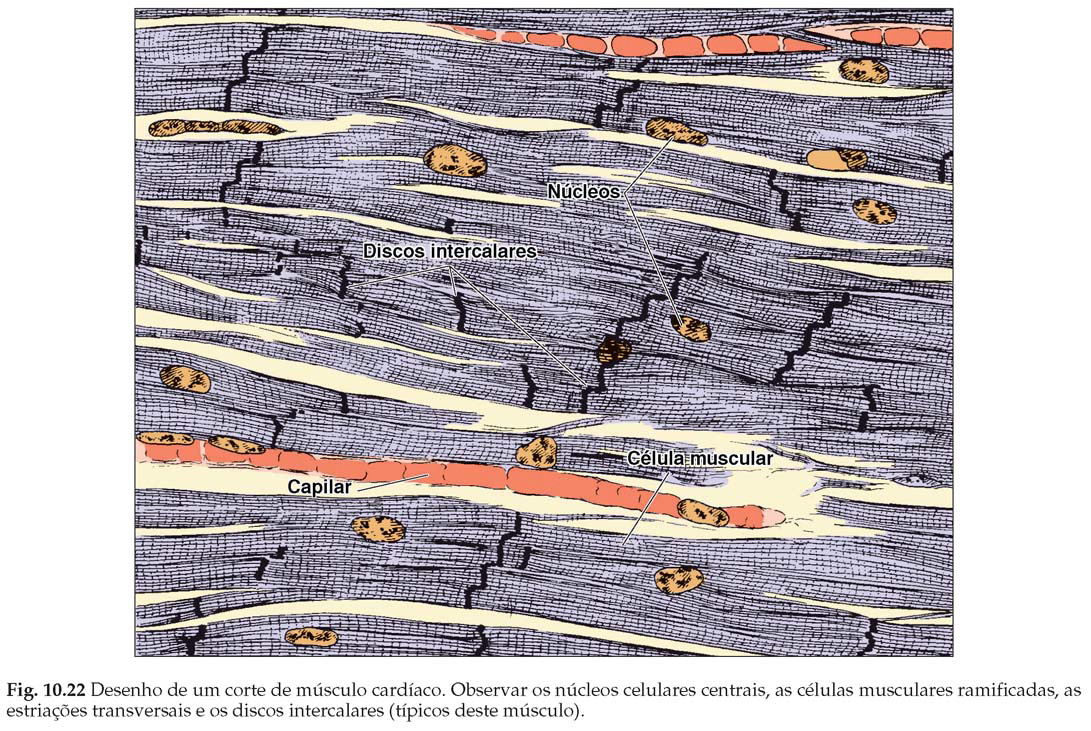 Núcleos
Discos intercalares
Célula muscular
Capilar
Fig. 10.22 Desenho de um corte de músculo cardíaco. Observar os núcleos celulares centrais, as células musculares ramificadas, as
estriações transversais e os discos intercalares (típicos deste músculo).